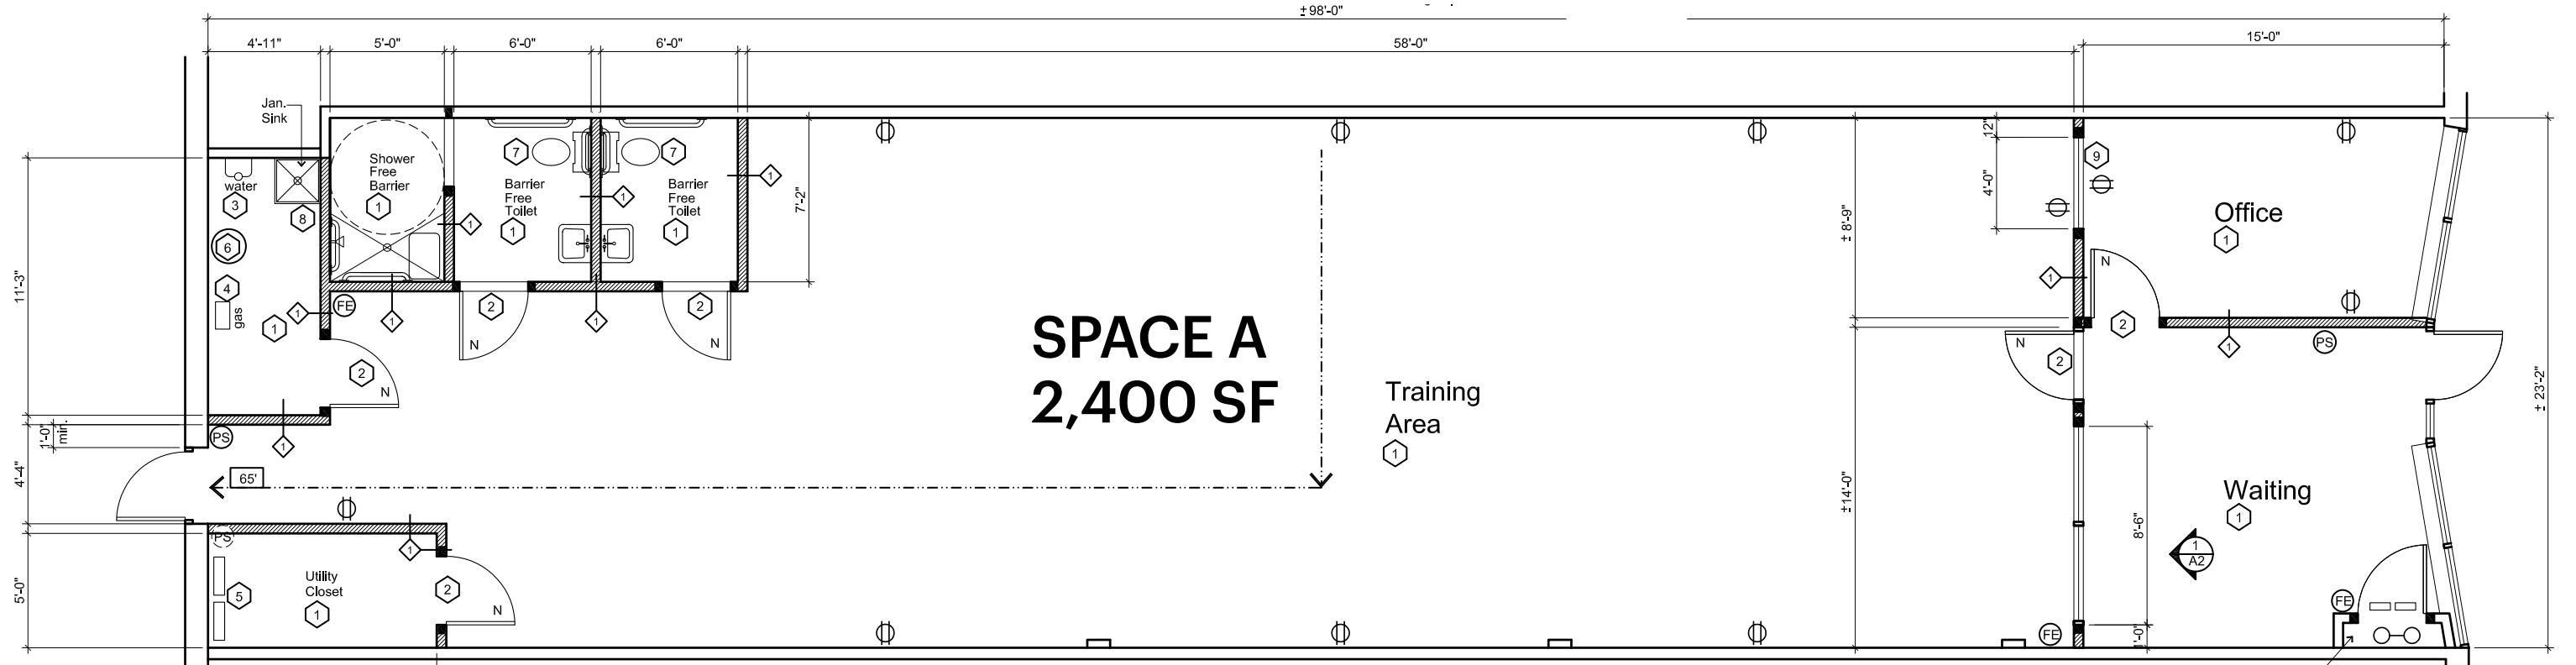 ± 98'-0"
4'-11"
5'-0"
6'-0"
6'-0"
58'-0"
15'-0"
Jan.
Sink
water
3
8
6
4
gas
1
1
11'-3"
Shower
Free
Barrier
1
1
1
FE
2
N
7
Barrier
Free
Toilet
1
1
1
2
N
7
Barrier
Free
Toilet
1
1
2
N
7'-2"
SPACE A
2,400 SF
Training
Area
1
± 8'-9"
±14'-0"
12"
4'-0"
9
Office
1
1
N
2
1
N
2
PS
± 23'-2"
1'-0"
min.
PS
1
4'-4"
65'
PS
1
5'-0"
5
Utility
Closet
1
2
N
8'-6"
1'-0"
Waiting
1
1
A2
FE
FE